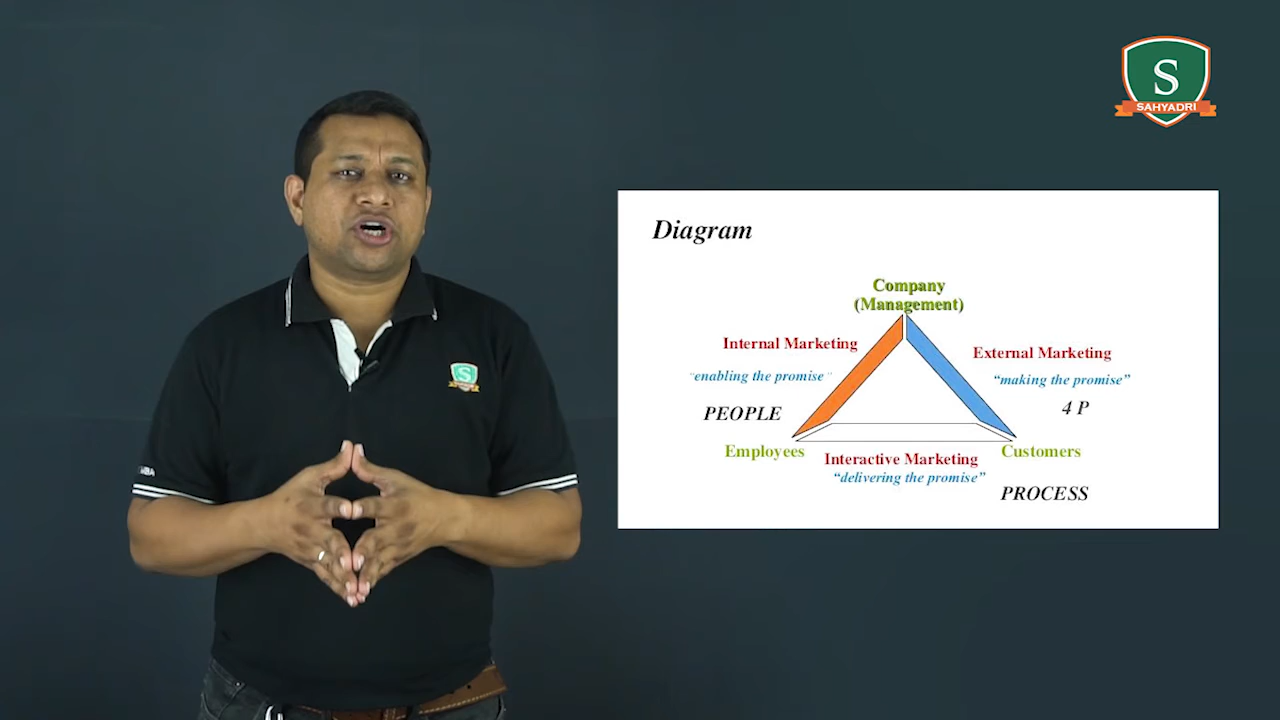 S
SAHYADRI
Diagram
Company
(Management)
Internal Marketing
External Marketing
“enabling the promise”
“making the promise”
PEOPLE
4 P
Employees
Interactive Marketing
Customers
“delivering the promise”
PROCESS
S
MBA